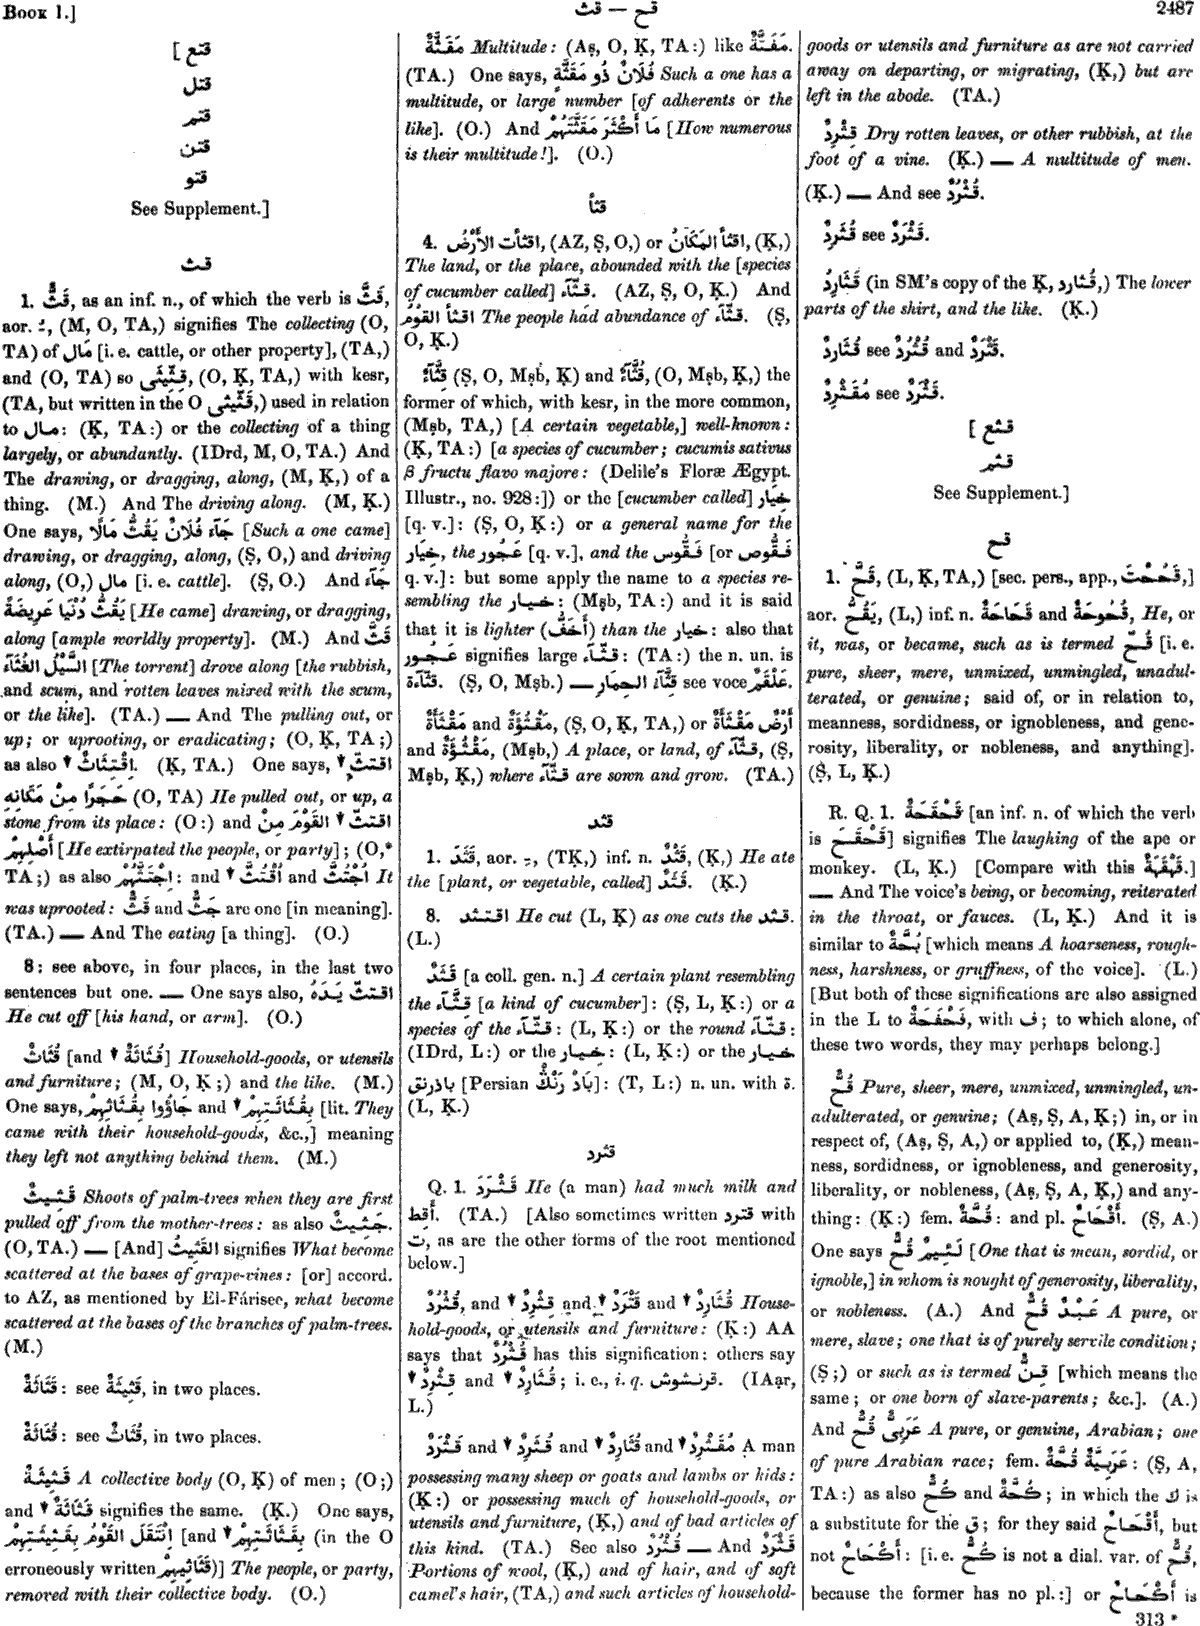 Book I.]
قث — قح
2487
[قتع
قتل
قتم
قتن
قتو
See Supplement.]
قث
1. قَثٌّ, as an inf. n., of which the verb is قَثَّ,
aor. ـُ, (M, O, TA,) signifies The collecting (O,
TA) of مَال [i. e. cattle, or other property], (TA,)
and (O, TA) so قِثِّيثَى, (O, Ḳ, TA,) with kesr,
(TA, but written in the O قَثِّيثَى,) used in relation
to مال: (Ḳ, TA:) or the collecting of a thing
largely, or abundantly. (IDrd, M, O, TA.) And
The drawing, or dragging, along, (M, Ḳ,) of a
thing. (M.) And The driving along. (M, Ḳ.)
One says, جَآءَ فُلَانٌ يَقُثُّ مَالًا [Such a one came]
drawing, or dragging, along, (Ṣ, O,) and driving
along, (O,) مال [i. e. cattle]. (Ṣ, O.) And جَآءَ
يَقُثُّ دُنْيَا عَرِيضَةً [He came] drawing, or dragging,
along [ample worldly property]. (M.) And قَثَّ
السَّيْلُ الغُثَآءَ [The torrent] drove along [the rubbish,
and scum, and rotten leaves mixed with the scum,
or the like]. (TA.) — And The pulling out, or
up; or uprooting, or eradicating; (O, Ḳ, TA;)
as also ↓ اِقْتِثَاثٌ. (Ḳ, TA.) One says, ↓ اقتثّ
حَجَرًا مِنْ مَكَانِهِ (O, TA) He pulled out, or up, a
stone from its place: (O:) and اقتثّ ↓ القَوْمَ مِنْ
أَصْلِهِمْ [He extirpated the people, or party]; (O,*
TA;) as also اِجْتَثَّهُمْ: and ↓ اُقْتُثَّ and اُجْتُثَّ It
was uprooted: قَثٌّ and جَثٌّ are one [in meaning].
(TA.) — And The eating [a thing]. (O.)
8: see above, in four places, in the last two
sentences but one. — One says also, اقتثّ يَدَهُ
He cut off [his hand, or arm]. (O.)
قُثَاثٌ [and ↓ قُثَاثَةٌ] Household-goods, or utensils
and furniture; (M, O, Ḳ;) and the like. (M.)
One says, جَاؤُوا بِقُثَاثِهِمْ and ↓ بِقُثَاثَتِهِمْ [lit. They
came with their household-goods, &c.,] meaning
they left not anything behind them. (M.)
قَثِيثٌ Shoots of palm-trees when they are first
pulled off from the mother-trees: as also جَثِيثٌ.
(O, TA.) — [And] القَثِيثُ signifies What become
scattered at the bases of grape-vines: [or] accord.
to AZ, as mentioned by El-Fárisee, what become
scattered at the bases of the branches of palm-trees.
(M.)
قَثَاثَةٌ: see قَثِيثَةٌ, in two places.
قُثَاثَةٌ: see قُثَاثٌ, in two places.
قَثِيثَةٌ A collective body (O, Ḳ) of men; (O;)
and ↓ قَثَاثَةٌ signifies the same. (Ḳ.) One says,
اِنْتَقَلَ القَوْمُ بِقَثِيثَتِهِمْ [and ↓ بِقَثَاثَتِهِمْ (in the O
erroneously written قَثَاثِهِمْ)] The people, or party,
removed with their collective body. (O.)
مَقَثَّةٌ Multitude: (Aṣ, O, Ḳ, TA:) like مَقَتَّةٌ.
(TA.) One says, فُلَانٌ ذُو مَقَثَّةٍ Such a one has a
multitude, or large number [of adherents or the
like]. (O.) And مَا أَكْثَرَ مَقَثَّتَهُمْ [How numerous
is their multitude!]. (O.)
قثأ
4. اقثأت الأَرْضُ, (AZ, Ṣ, O,) or اقثأ المَكَانُ, (Ḳ,)
The land, or the place, abounded with the [species
of cucumber called] قِثَّآء. (AZ, Ṣ, O, Ḳ.) And
اقثأ القَوْمُ The people had abundance of قثّآء. (Ṣ,
O, Ḳ.)
قِثَّآءٌ (Ṣ, O, Mṣb, Ḳ) and قُثَّآءٌ, (O, Mṣb, Ḳ,) the
former of which, with kesr, in the more common,
(Mṣb, TA,) [A certain vegetable,] well-known:
(Ḳ, TA:) [a species of cucumber; cucumis sativus
β fructu flavo majore: (Delile's Floræ Ægypt.
Illustr., no. 928:]) or the [cucumber called] خِيَار
[q. v.]: (Ṣ, O, Ḳ:) or a general name for the
خِيَار, the عَجُور [q. v.], and the فَقُّوس [or فَقُّوص
q. v.]: but some apply the name to a species re-
sembling the خيار: (Mṣb, TA:) and it is said
that it is lighter (أَخَفُّ) than the خيار: also that
عجور signifies large قثّآء: (TA:) the n. un. is
قثّآءة. (Ṣ, O, Mṣb.) — قِثَّآءُ الحِمَارِ see voce عَلْقَمٌ.
أَرْضٌ مَقْثَأَةٌ and مَقْثُؤَةٌ, (Ṣ, O, Ḳ, TA,) or مَقْثَأَةٌ
and مَقْثُؤَةٌ, (Mṣb,) A place, or land, of قثّآء, (Ṣ,
Mṣb, Ḳ,) where قثّآء are sown and grow. (TA.)
قثد
1. قَثَدَ, aor. ـِ, (TḲ,) inf. n. قَثْدٌ, (Ḳ,) He ate
the [plant, or vegetable, called] قَثَدٌ. (Ḳ.)
8. اقتثد He cut (L, Ḳ) as one cuts the قثد.
(L.)
قَثَدٌ [a coll. gen. n.] A certain plant resembling
the قِثَّآء [a kind of cucumber]: (Ṣ, L, Ḳ:) or a
species of the قثّآء: (L, Ḳ:) or the round قثّآء:
(IDrd, L:) or the خيار: (L, Ḳ:) or the خيار
باذرنق [Persian بَادْ رَنْكْ]: (T, L:) n. un. with ة.
(L, Ḳ.)
قثرد
Q. 1. قَثْرَدَ He (a man) had much milk and
أَقِط. (TA.) [Also sometimes written قترد with
ت, as are the other forms of the root mentioned
below.]
قُثْرُدٌ, and ↓ قِثْرِدٌ and ↓ قَثْرَدٌ and ↓ قُثَارِدٌ House-
hold-goods, or utensils and furniture: (Ḳ:) AA
says that قُثْرُدٌ has this signification: others say
↓ قِثْرِدٌ and ↓ قُثَارِدٌ; i. e., i. q. قرنشوش. (IAạr,
L.)
قَثْرَدٌ and ↓ قُثَرِدٌ and ↓ قُثَارِدٌ and ↓ مُقَثْرِدٌ A man
possessing many sheep or goats and lambs or kids:
(Ḳ:) or possessing much of household-goods, or
utensils and furniture, (Ḳ,) and of bad articles of
this kind. (TA.) See also قُثْرُدٌ — And قَثْرَدٌ
Portions of wool, (Ḳ,) and of hair, and of soft
camel's hair, (TA,) and such articles of household-
goods or utensils and furniture as are not carried
away on departing, or migrating, (Ḳ,) but are
left in the abode. (TA.)
قِثْرِدٌ Dry rotten leaves, or other rubbish, at the
foot of a vine. (Ḳ.) — A multitude of men.
(Ḳ.) — And see قُثْرُدٌ.
قُثَرِدٌ see قَثْرَدٌ.
قَثَارِدُ (in SM's copy of the Ḳ, قُثارد,) The lower
parts of the shirt, and the like. (Ḳ.)
قُثَارِدٌ see قُثْرُدٌ and قَثْرَدٌ.
مُقَثْرِدٌ see قَثْرَدٌ.
[قثع
قثم
See Supplement.]
قح
1. قَحَّ, (L, Ḳ, TA,) [sec. pers., app., قَحُحْتَ,]
aor. يَقُحُّ, (L,) inf. n. قَحَاحَةٌ and قُحُوحَةٌ, He, or
it, was, or became, such as is termed قُحّ [i. e.
pure, sheer, mere, unmixed, unmingled, unadul-
terated, or genuine; said of, or in relation to,
meanness, sordidness, or ignobleness, and gene-
rosity, liberality, or nobleness, and anything].
(Ṣ, L, Ḳ.)
R. Q. 1. قَحْقَحَةٌ [an inf. n. of which the verb
is قَحْقَحَ] signifies The laughing of the ape or
monkey. (L, Ḳ.) [Compare with this قَهْقَهَةٌ.]
— And The voice's being, or becoming, reiterated
in the throat, or fauces. (L, Ḳ.) And it is
similar to بُحَّةٌ [which means A hoarseness, rough-
ness, harshness, or gruffness, of the voice]. (L.)
[But both of these significations are also assigned
in the L to فَحْفَحَةٌ, with ف; to which alone, of
these two words, they may perhaps belong.]
قُحٌّ Pure, sheer, mere, unmixed, unmingled, un-
adulterated, or genuine; (Aṣ, Ṣ, A, Ḳ;) in, or in
respect of, (Aṣ, Ṣ, A,) or applied to, (Ḳ,) mean-
ness, sordidness, or ignobleness, and generosity,
liberality, or nobleness, (Aṣ, Ṣ, A, Ḳ,) and any-
thing: (Ḳ:) fem. قُحَّةٌ: and pl. أَقْحَاحٌ. (Ṣ, A.)
One says لَئِيمٌ قُحٌّ [One that is mean, sordid, or
ignoble,] in whom is nought of generosity, liberality,
or nobleness. (A.) And عَبْدٌ قُحٌّ A pure, or
mere, slave; one that is of purely servile condition;
(Ṣ;) or such as is termed قِنٌّ [which means the
same; or one born of slave-parents; &c.]. (A.)
And عَرَبِىٌّ قُحٌّ A pure, or genuine, Arabian; one
of pure Arabian race; fem. عَرَبِيَّةٌ قُحَّةٌ: (Ṣ, A,
TA:) as also كُحٌّ and كُحَّةٌ; in which the ك is
a substitute for the ق; for they said أَقْحَاحٌ, but
not أَكْحَاحٌ: [i. e. كُحٌّ is not a dial. var. of قُحٌّ,
because the former has no pl.:] or أَكْحَاحٌ is
313 *